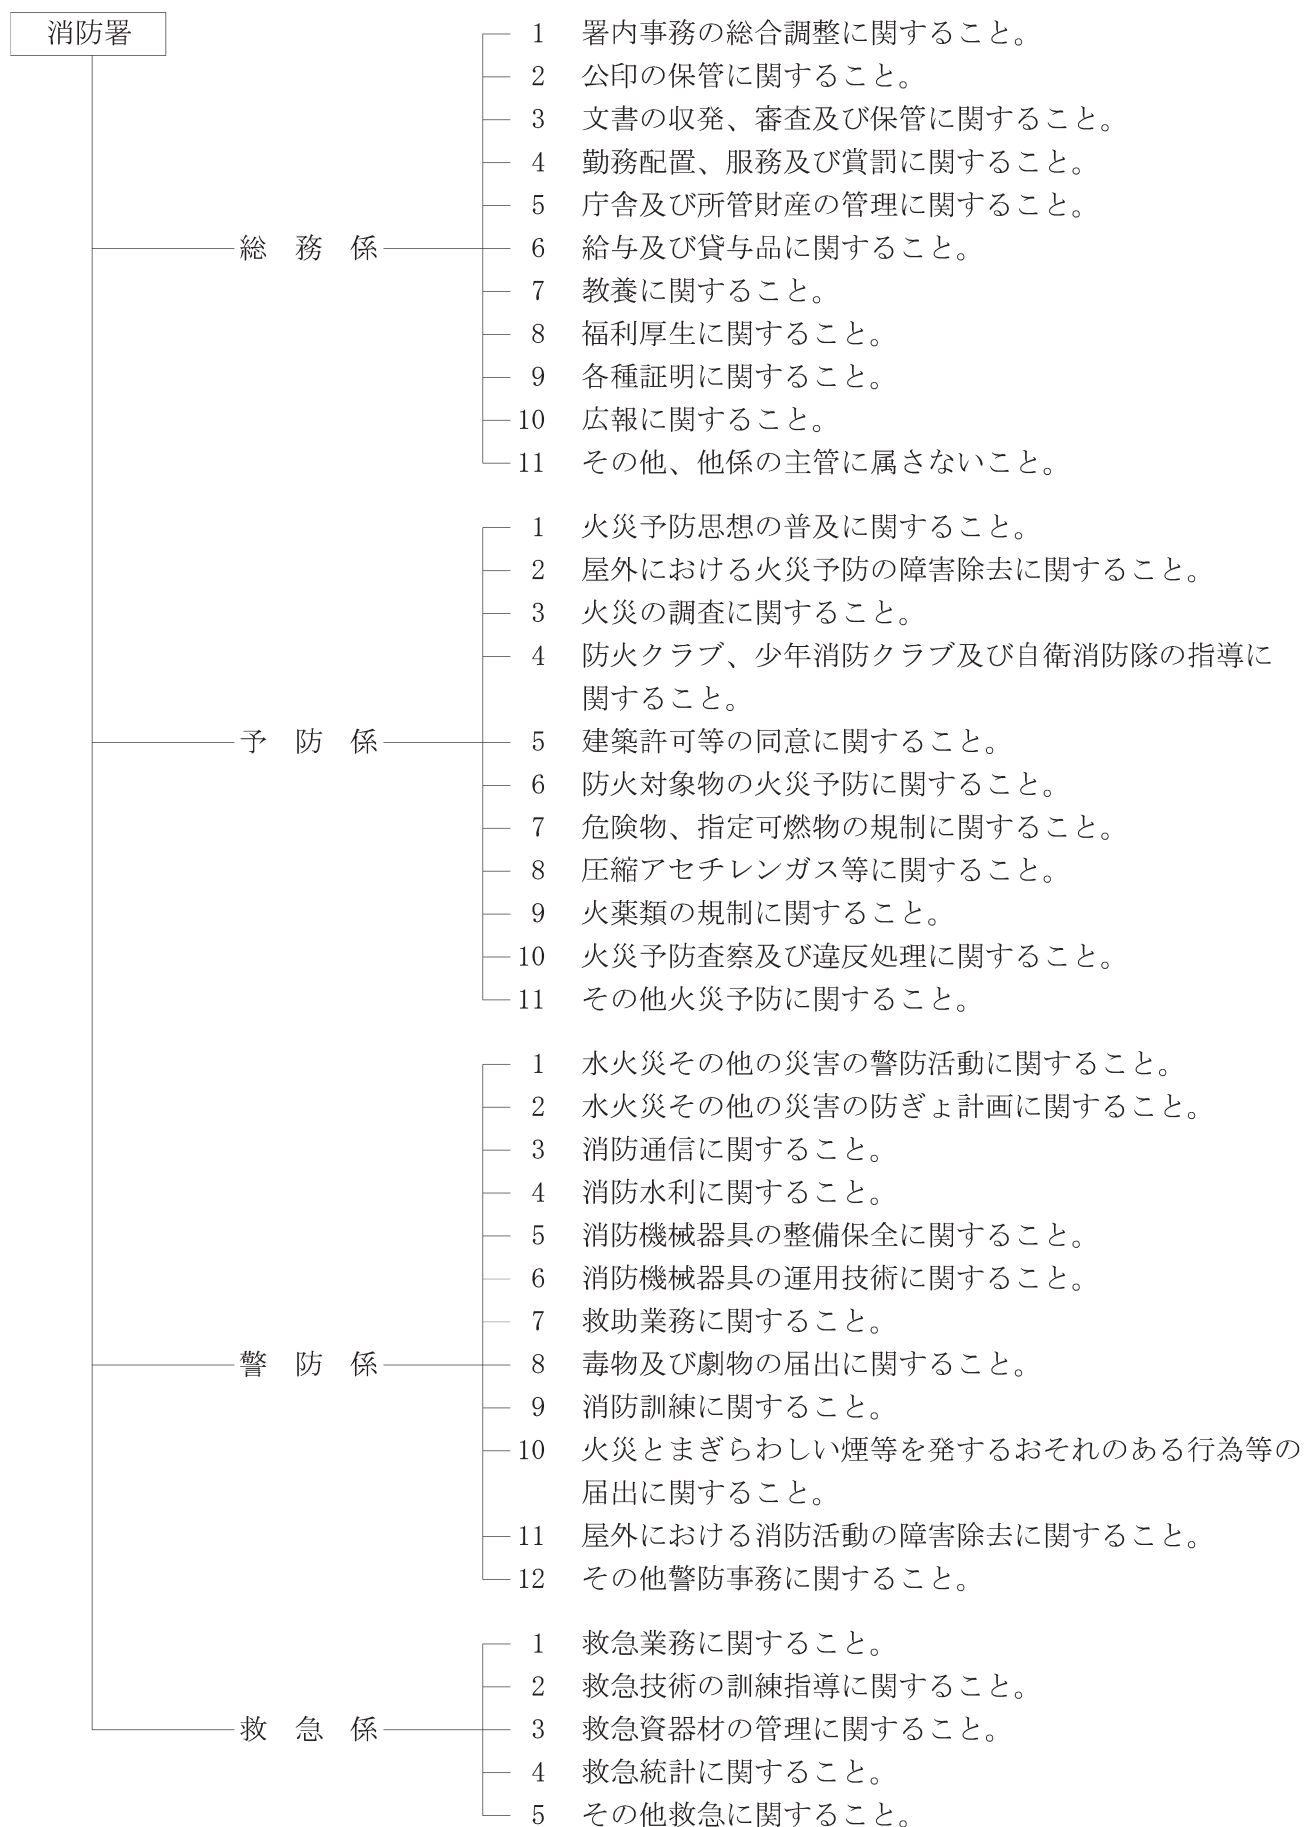 消防署
総務係
1 署内事務の総合調整に関すること。
2 公印の保管に関すること。
3 文書の収発、審査及び保管に関すること。
4 勤務配置、服務及び賞罰に関すること。
5 庁舎及び所管財産の管理に関すること。
6 給与及び貸与品に関すること。
7 教養に関すること。
8 福利厚生に関すること。
9 各種証明に関すること。
10 広報に関すること。
11 その他、他係の主管に属さないこと。
予防係
1 火災予防思想の普及に関すること。
2 屋外における火災予防の障害除去に関すること。
3 火災の調査に関すること。
4 防火クラブ、少年消防クラブ及び自衛消防隊の指導に
関すること。
5 建築許可等の同意に関すること。
6 防火対象物の火災予防に関すること。
7 危険物、指定可燃物の規制に関すること。
8 圧縮アセチレンガス等に関すること。
9 火薬類の規制に関すること。
10 火災予防査察及び違反処理に関すること。
11 その他火災予防に関すること。
警防係
1 水火災その他の災害の警防活動に関すること。
2 水火災その他の災害の防ぎょ計画に関すること。
3 消防通信に関すること。
4 消防水利に関すること。
5 消防機械器具の整備保全に関すること。
6 消防機械器具の運用技術に関すること。
7 救助業務に関すること。
8 毒物及び劇物の届出に関すること。
9 消防訓練に関すること。
10 火災とまぎらわしい煙等を発するおそれのある行為等の
届出に関すること。
11 屋外における消防活動の障害除去に関すること。
12 その他警防事務に関すること。
救急係
1 救急業務に関すること。
2 救急技術の訓練指導に関すること。
3 救急資器材の管理に関すること。
4 救急統計に関すること。
5 その他救急に関すること。